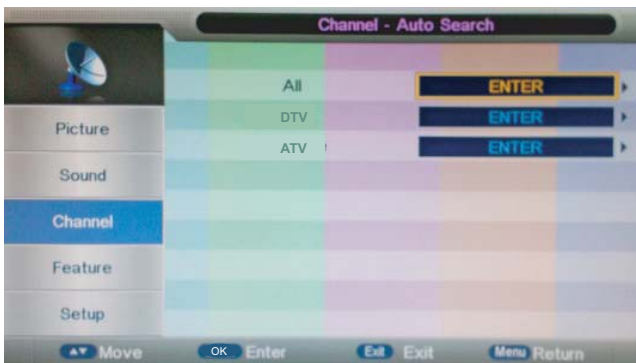 Channel - Auto Search
All ENTER
DTV ENTER
ATV ENTER
Picture
Sound
Channel
Feature
Setup
Move OK Enter Exit Exit Menu Return